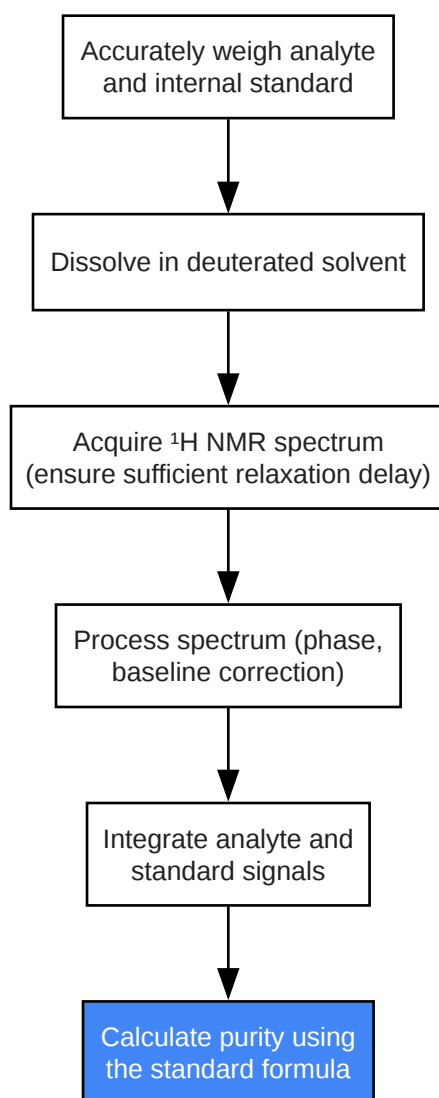 Accurately weigh analyte
and internal standard
Dissolve in deuterated solvent
Acquire ¹H NMR spectrum
(ensure sufficient relaxation delay)
Process spectrum (phase,
baseline correction)
Integrate analyte and
standard signals
Calculate purity using
the standard formula